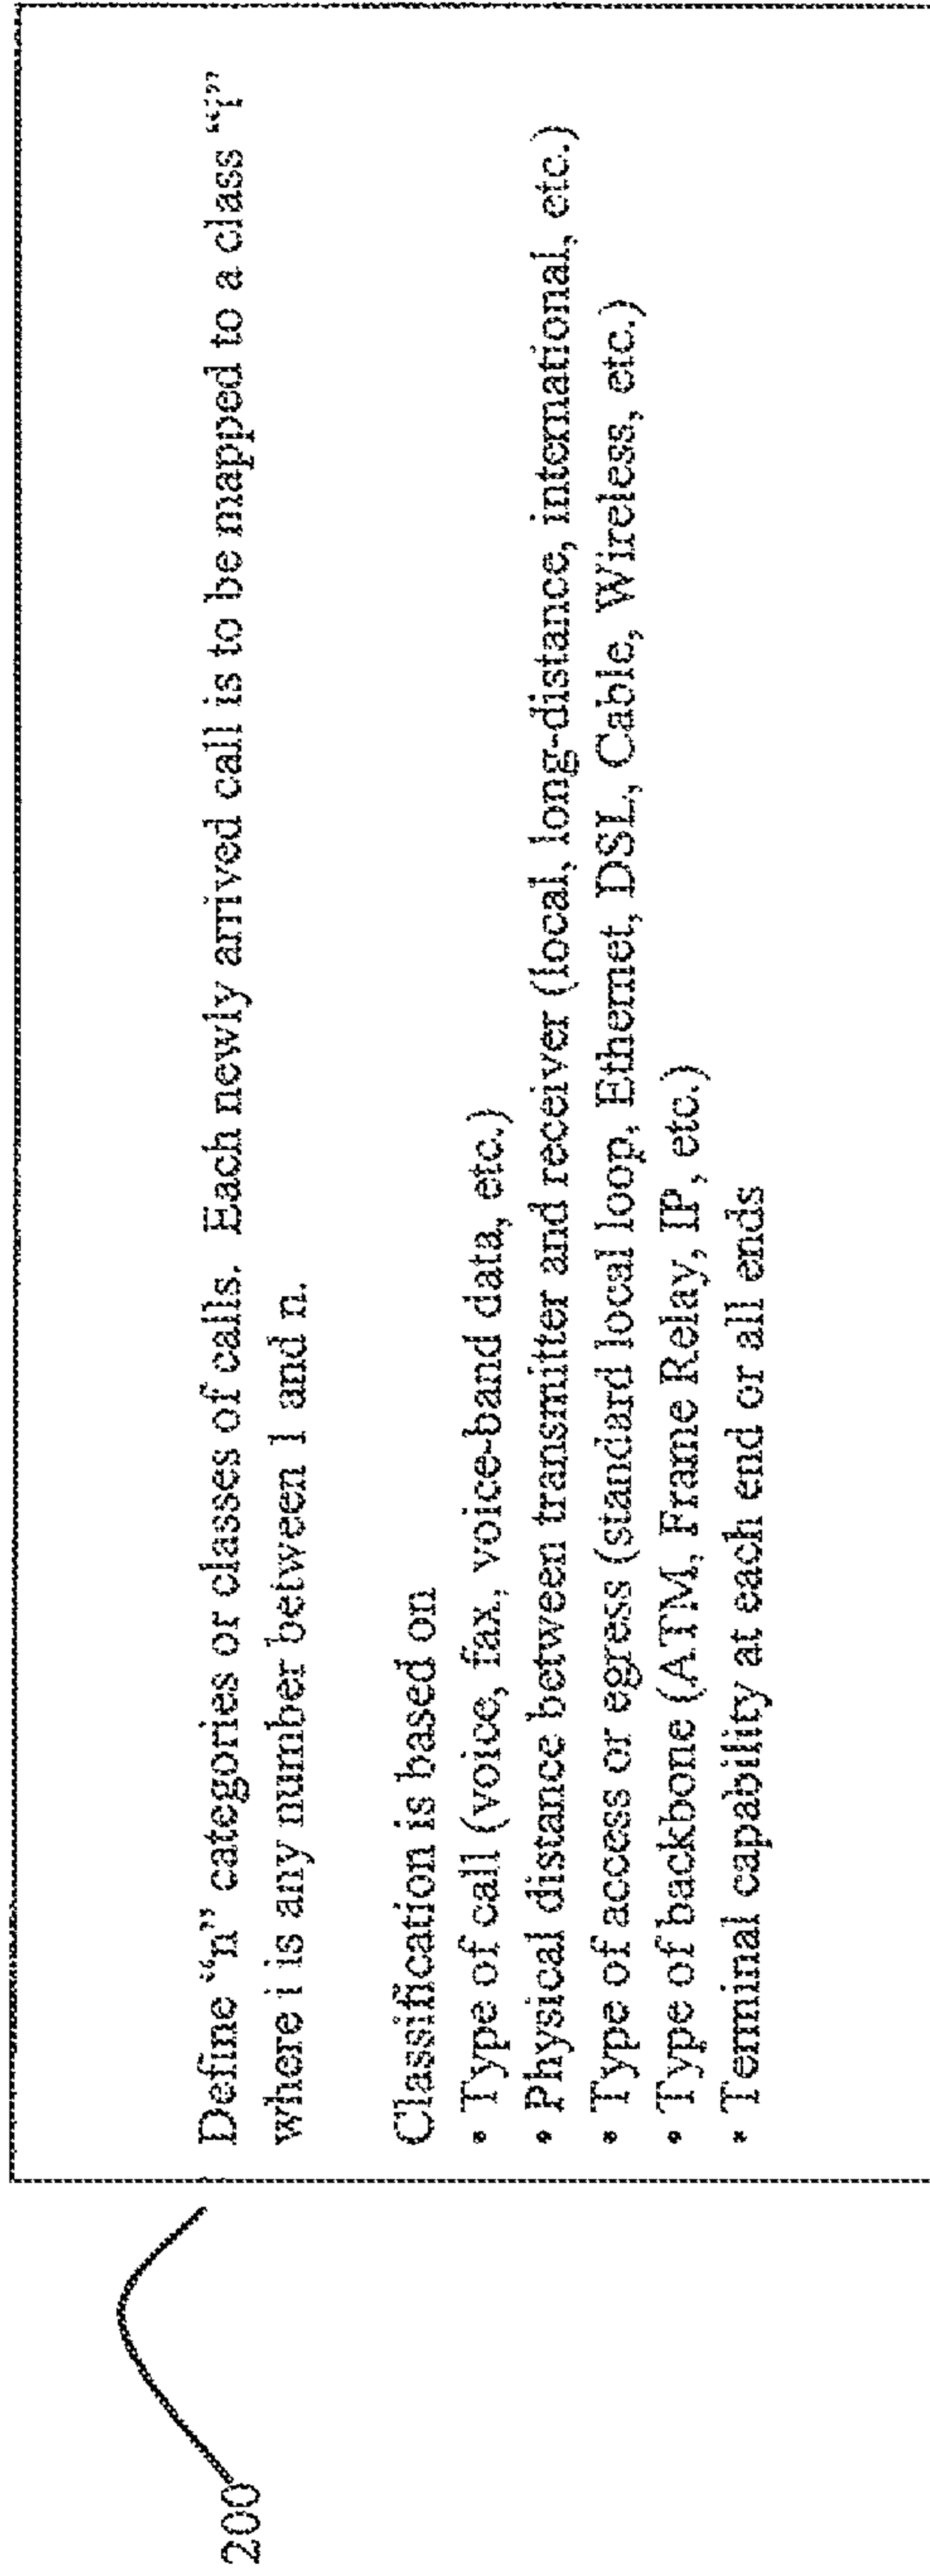 Define “n” categories or classes of calls. Each newly arrived call is to be mapped to a class “i”
where i is any number between 1 and n.
Classification is based on
• Type of call (voice, fax, voice-band data, etc.)
• Physical distance between transmitter and receiver (local, long-distance, international, etc.)
• Type of access or egress (standard local loop, Ethernet, DSL, Cable, Wireless, etc.)
• Type of backbone (ATM, Frame Relay, IP, etc.)
• Terminal capability at each end or all ends
200